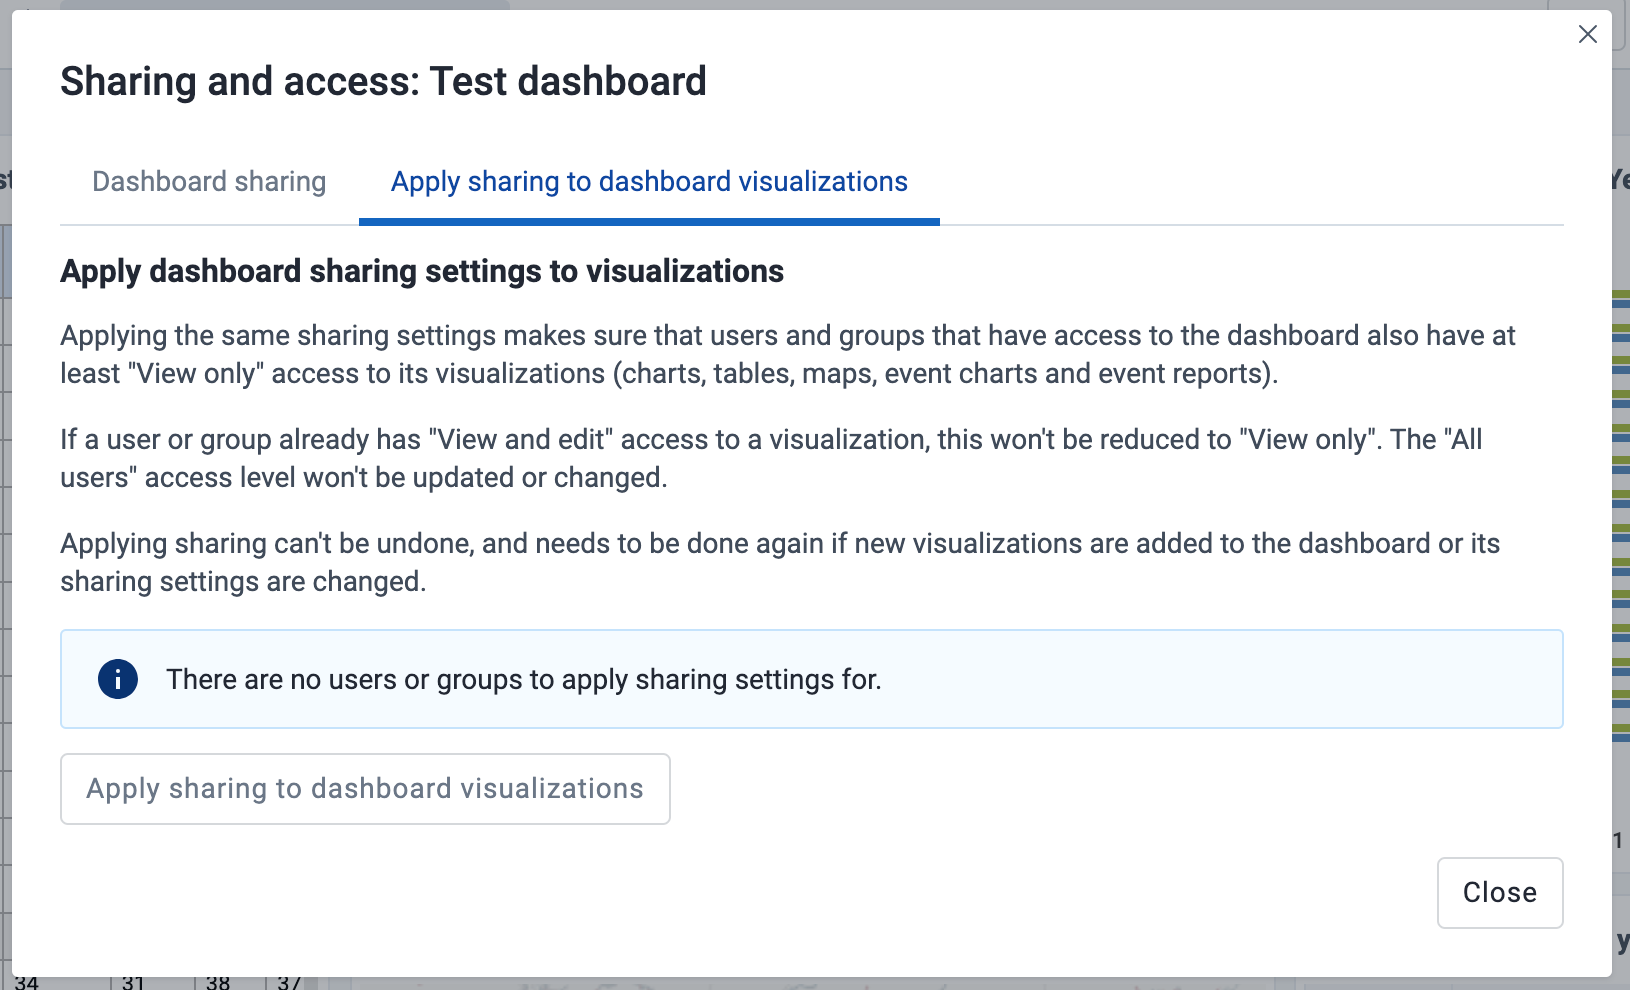 Sharing and access: Test dashboard
Dashboard sharing
Apply sharing to dashboard visualizations
Apply dashboard sharing settings to visualizations
Applying the same sharing settings makes sure that users and groups that have access to the dashboard also have at
least "View only" access to its visualizations (charts, tables, maps, event charts and event reports).
If a user or group already has "View and edit" access to a visualization, this won't be reduced to "View only". The "All
users" access level won't be updated or changed.
Applying sharing can't be undone, and needs to be done again if new visualizations are added to the dashboard or its
sharing settings are changed.
There are no users or groups to apply sharing settings for.
Apply sharing to dashboard visualizations
Close
34 31 38 37